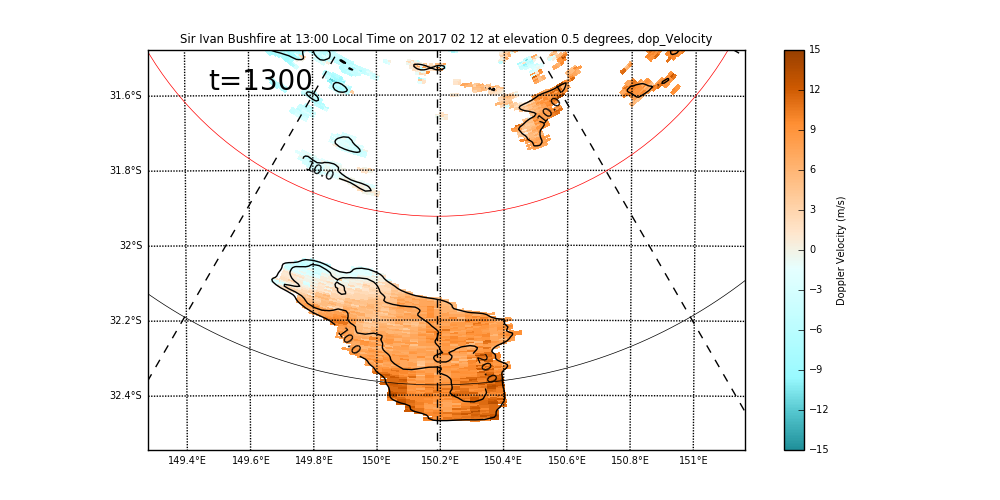 Sir Ivan Bushfire at 13:00 Local Time on 2017 02 12 at elevation 0.5 degrees, dop_Velocity
t=1300
31.6°S
31.8°S
32°S
32.2°S
32.4°S
10.0
10.0
10.0
20.0
149.4°E 149.6°E 149.8°E 150°E 150.2°E 150.4°E 150.6°E 150.8°E 151°E
15
12
9
6
3
0
−3
−6
−9
−12
−15
Doppler Velocity (m/s)